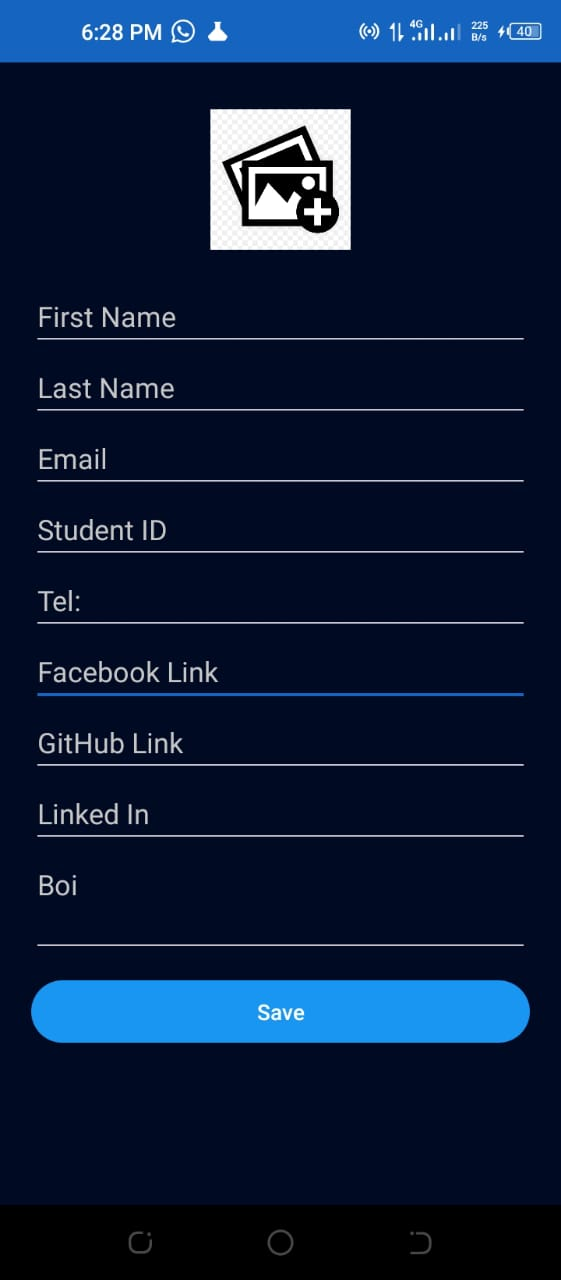 6:28 PM 4G 225 B/s 40
First Name
Last Name
Email
Student ID
Tel:
Facebook Link
GitHub Link
Linked In
Boi
Save